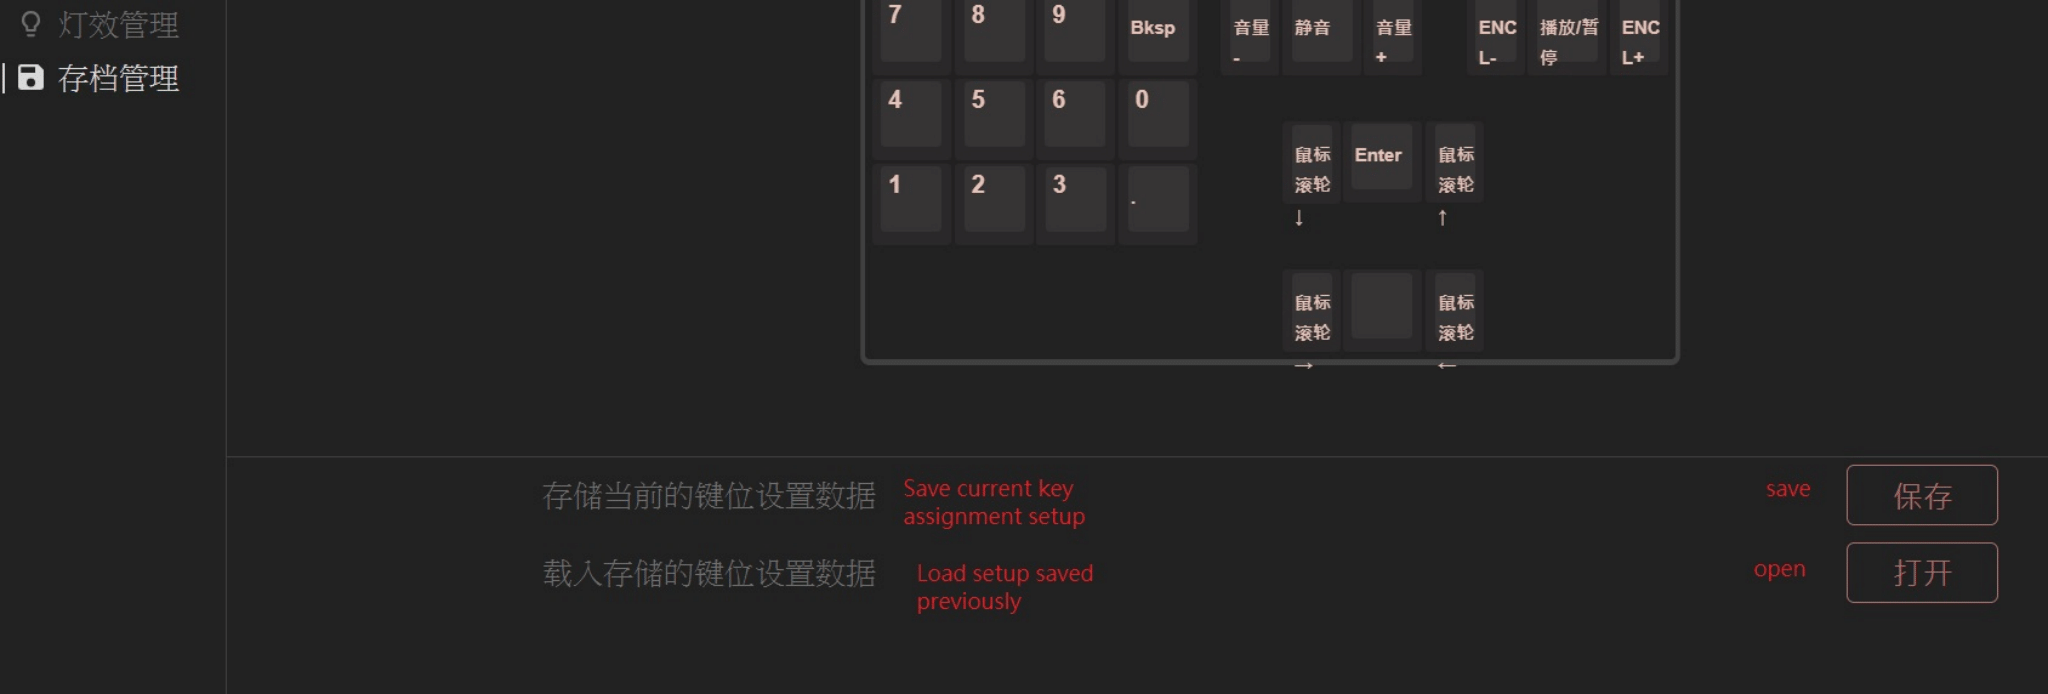 灯效管理
存档管理
7 8 9 Bksp 音量 - 静音 音量 + ENC L- 播放/暂停 ENC L+
4 5 6 0
鼠标滚轮 ↓ Enter 鼠标滚轮 ↑
1 2 3 .
鼠标滚轮 → 鼠标滚轮 ←
存储当前的键位设置数据
Save current key
assignment setup
save
保存
载入存储的键位设置数据
Load setup saved
previously
open
打开